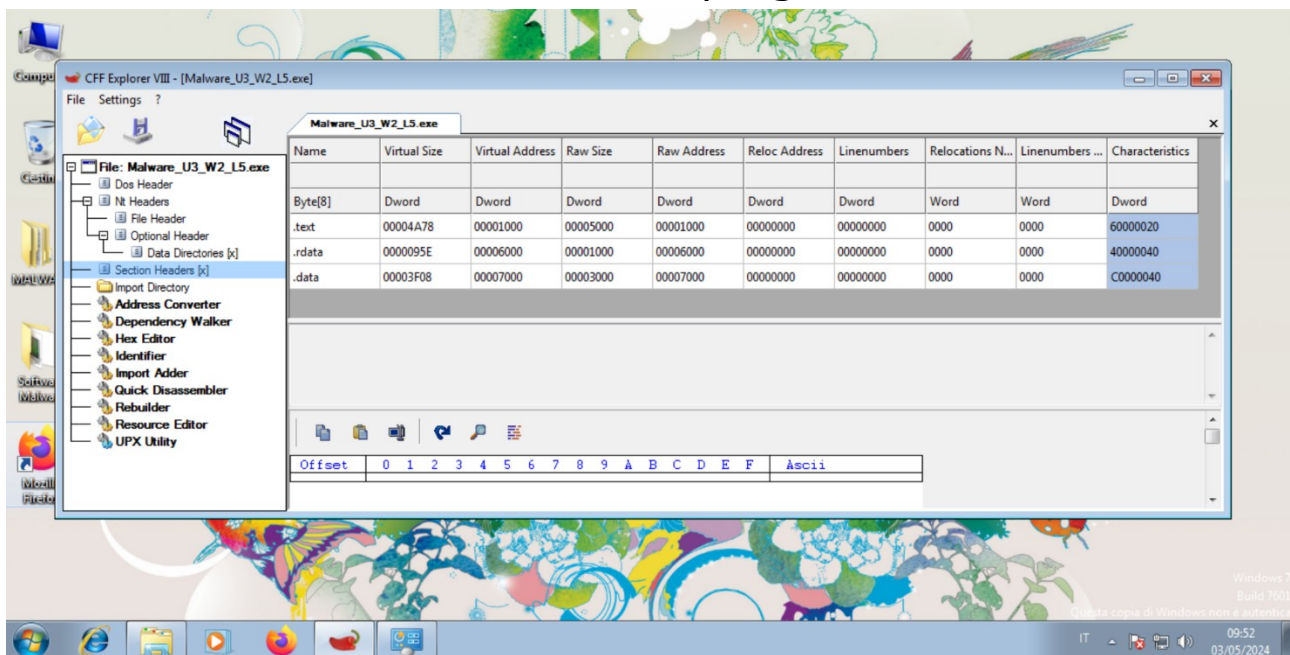 CFF Explorer VIII - [Malware_U3_W2_L5.exe]
File Settings ?
Malware_U3_W2_L5.exe
File: Malware_U3_W2_L5.exe
Dos Header
Nt Headers
File Header
Optional Header
Data Directories [x]
Section Headers [x]
Import Directory
Address Converter
Dependency Walker
Hex Editor
Identifier
Import Adder
Quick Disassembler
Rebuilder
Resource Editor
UPX Utility
Name Virtual Size Virtual Address Raw Size Raw Address Reloc Address Linenumbers Relocations N... Linenumbers ... Characteristics
Byte[8] Dword Dword Dword Dword Dword Dword Word Word Dword
.text 00004A78 00001000 00005000 00001000 00000000 00000000 0000 0000 60000020
.rdata 0000095E 00006000 00001000 00006000 00000000 00000000 0000 0000 40000040
.data 00003F08 00007000 00003000 00007000 00000000 00000000 0000 0000 C0000040
Offset 0 1 2 3 4 5 6 7 8 9 A B C D E F Ascii
Windows 7
Build 7601
Questa copia di Windows non è autentica
IT
09:52
03/05/2024